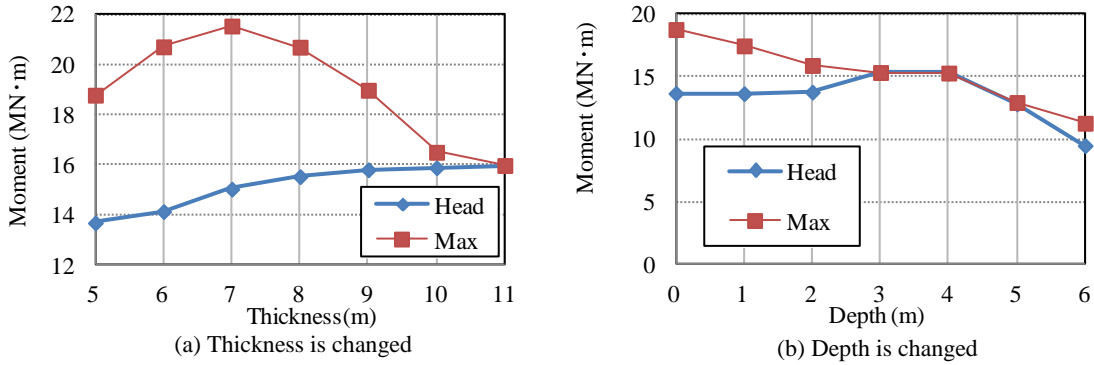 22
20
18
16
14
12
Moment (MN・m)
Head
Max
5 6 7 8 9 10 11
Thickness (m)
(a) Thickness is changed
20
15
10
5
0
Moment (MN・m)
Head
Max
0 1 2 3 4 5 6
Depth (m)
(b) Depth is changed